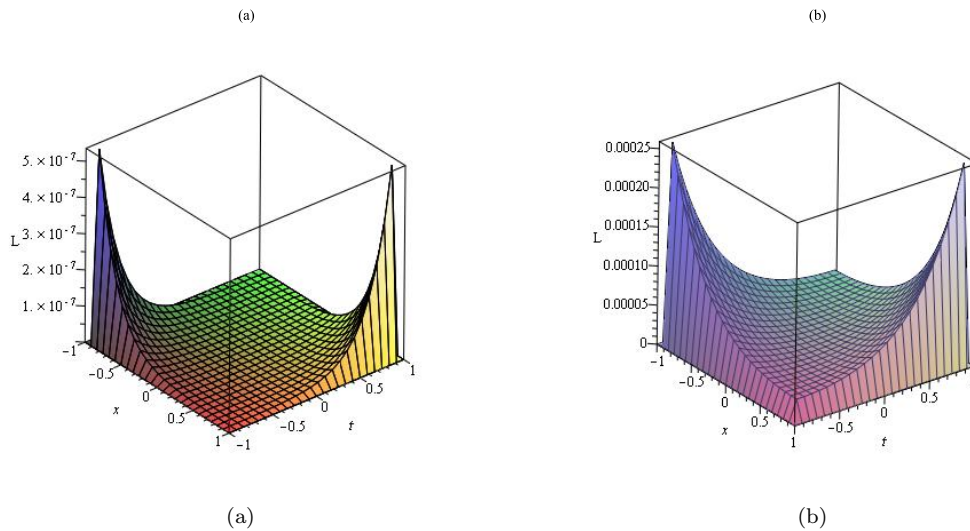 (a) (b)
5. × 10⁻⁷
4. × 10⁻⁷
L 3. × 10⁻⁷
2. × 10⁻⁷
1. × 10⁻⁷
-1
-0.5
x 0
0.5
1 -1
-0.5
0 t
0.5
1
0.00025
0.00020
0.00015
L
0.00010
0.00005
0
-1
-0.5
x 0
0.5
1
-0.5
0 t
0.5
(a) (b)